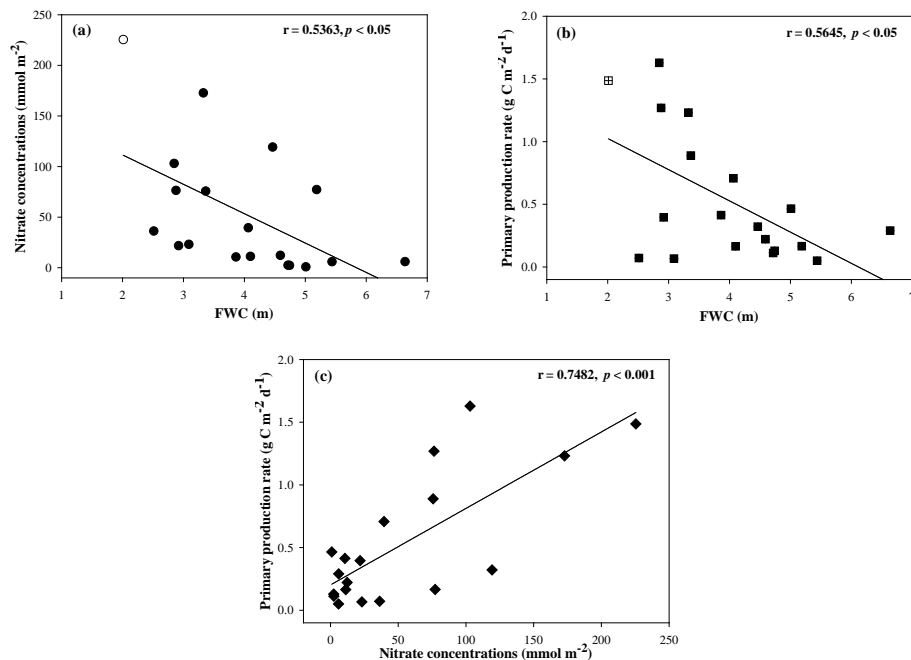 (a)
r = 0.5363, p < 0.05
Nitrate concentrations (mmol m-2)
250
200
150
100
50
0
1 2 3 4 5 6 7
FWC (m)
(b)
r = 0.5645, p < 0.05
Primary production rate (g C m-2 d-1)
2.0
1.5
1.0
0.5
0.0
1 2 3 4 5 6 7
FWC (m)
(c)
r = 0.7482, p < 0.001
Primary production rate (g C m-2 d-1)
2.0
1.5
1.0
0.5
0.0
0 50 100 150 200 250
Nitrate concentrations (mmol m-2)